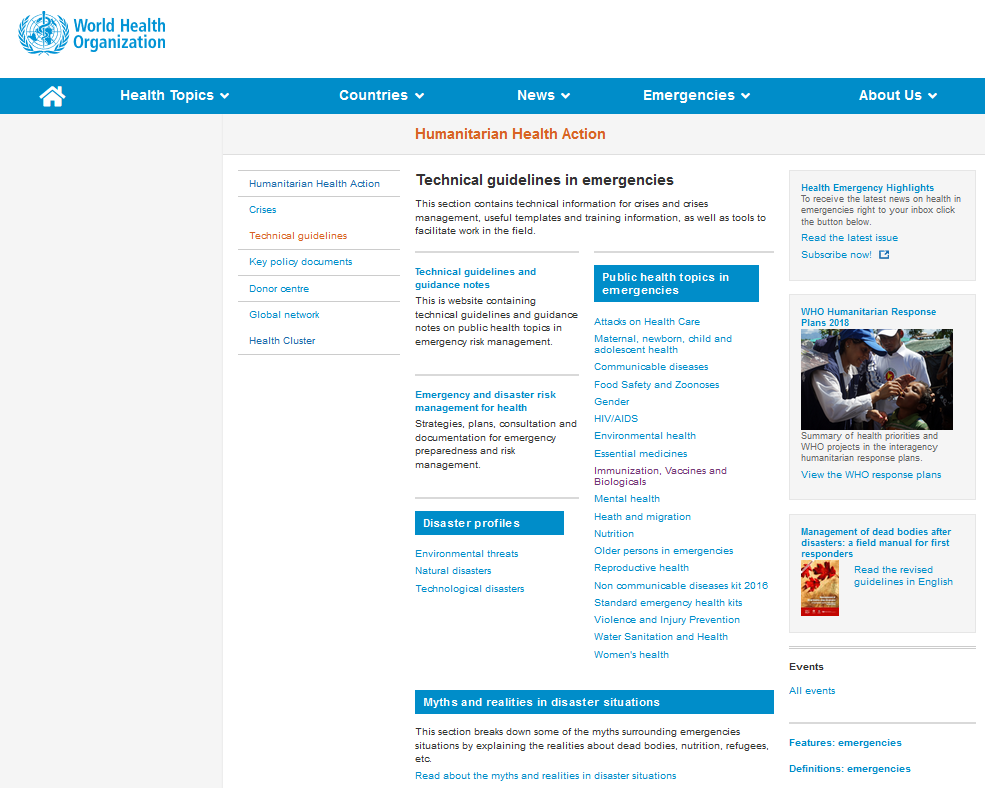 World Health
Organization
Health Topics
Countries
News
Emergencies
About Us
Humanitarian Health Action
Humanitarian Health Action
Crises
Technical guidelines
Key policy documents
Donor centre
Global network
Health Cluster
Technical guidelines in emergencies
This section contains technical information for crises and crises
management, useful templates and training information, as well as tools to
facilitate work in the field.
Technical guidelines and
guidance notes
This is website containing
technical guidelines and guidance
notes on public health topics in
emergency risk management.
Emergency and disaster risk
management for health
Strategies, plans, consultation and
documentation for emergency
preparedness and risk
management.
Disaster profiles
Environmental threats
Natural disasters
Technological disasters
Public health topics in
emergencies
Attacks on Health Care
Maternal, newborn, child and
adolescent health
Communicable diseases
Food Safety and Zoonoses
Gender
HIV/AIDS
Environmental health
Essential medicines
Immunization, Vaccines and
Biologicals
Mental health
Heath and migration
Nutrition
Older persons in emergencies
Reproductive health
Non communicable diseases kit 2016
Standard emergency health kits
Violence and Injury Prevention
Water Sanitation and Health
Women's health
Myths and realities in disaster situations
This section breaks down some of the myths surrounding emergencies
situations by explaining the realities about dead bodies, nutrition, refugees,
etc.
Read about the myths and realities in disaster situations
Health Emergency Highlights
To receive the latest news on health in
emergencies right to your inbox click
the button below.
Read the latest issue
Subscribe now!
WHO Humanitarian Response
Plans 2018
Summary of health priorities and
WHO projects in the interagency
humanitarian response plans.
View the WHO response plans
Management of dead bodies after
disasters: a field manual for first
responders
Read the revised
guidelines in English
Events
All events
Features: emergencies
Definitions: emergencies